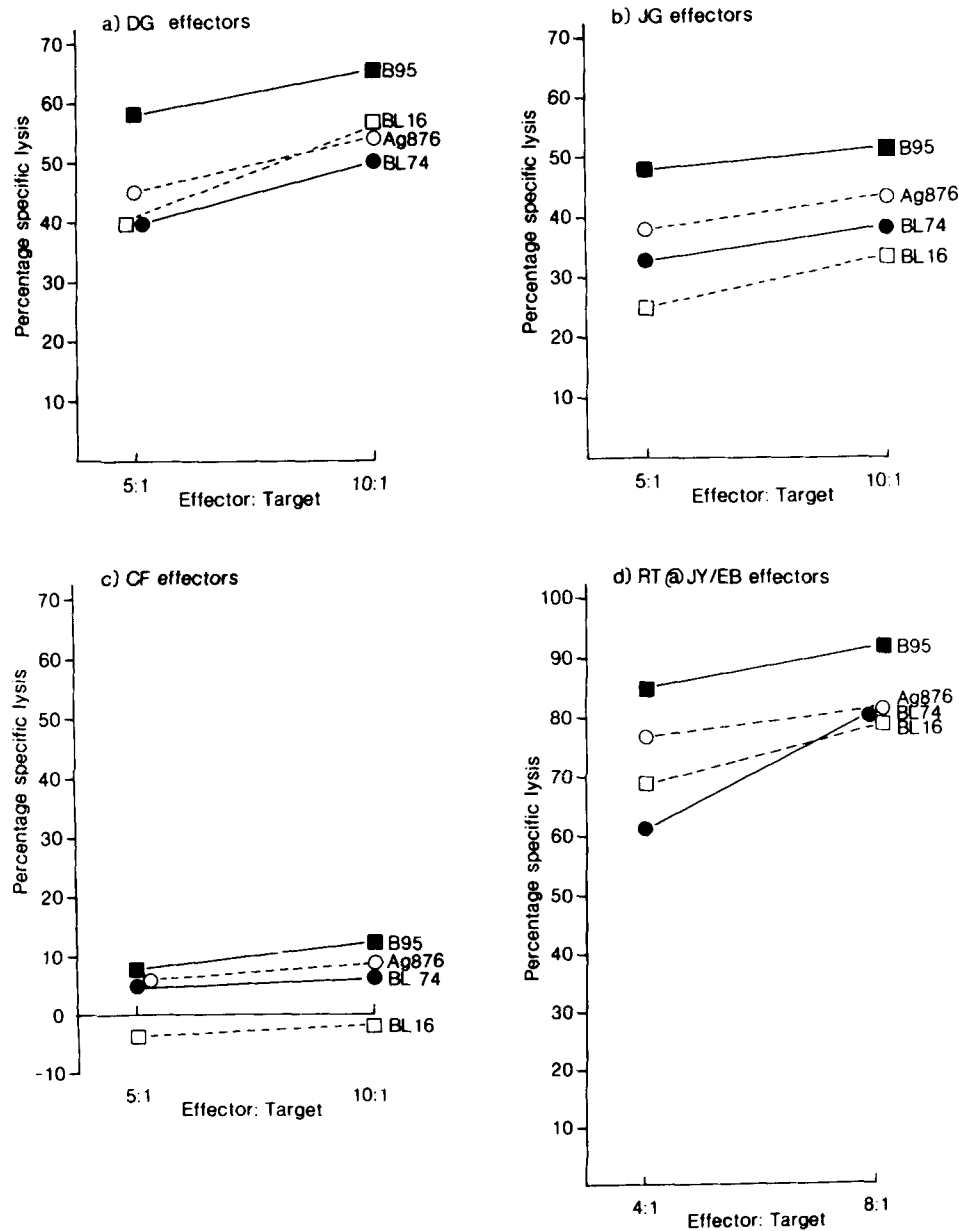 a) DG effectors
70
60
50
40
30
20
10
Percentage specific lysis
B95
BL16
Ag876
BL74
5:1
10:1
Effector: Target
b) JG effectors
70
60
50
40
30
20
10
Percentage specific lysis
B95
Ag876
BL74
BL16
5:1
10:1
Effector: Target
c) CF effectors
70
60
50
40
30
20
10
0
-10
Percentage specific lysis
B95
Ag876
BL 74
BL16
5:1
10:1
Effector: Target
d) RT@JY/EB effectors
100
90
80
70
60
50
40
30
20
10
Percentage specific lysis
B95
Ag876
BL74
BL16
4:1
8:1
Effector: Target